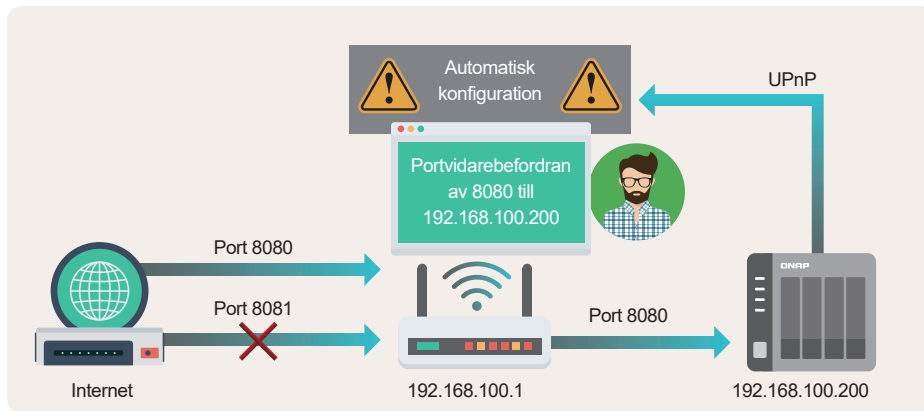 Automatisk
konfiguration
UPnP
Portvidarebefordran
av 8080 till
192.168.100.200
Port 8080
QNAP
Port 8081
Port 8080
Internet
192.168.100.1
192.168.100.200